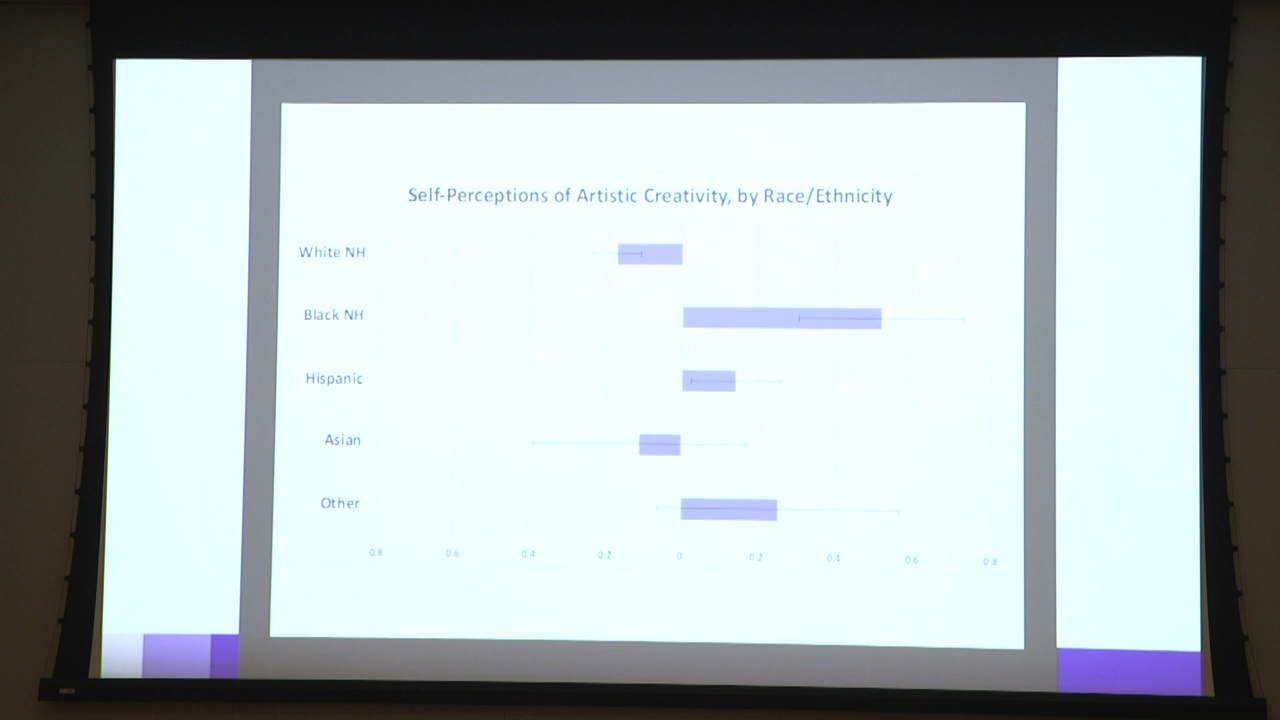 Self-Perceptions of Artistic Creativity, by Race/Ethnicity
White NH
Black NH
Hispanic
Asian
Other
0.8 0.6 0.4 0.2 0 0.2 0.4 0.6 0.8